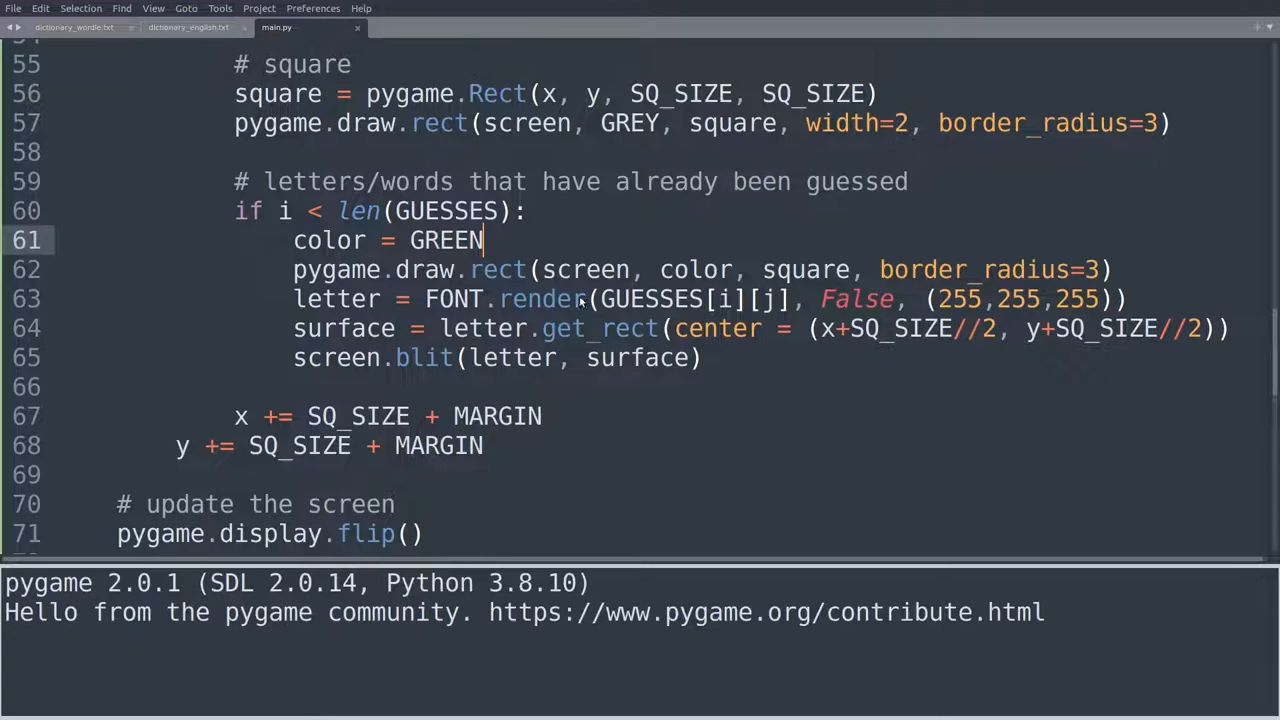 File Edit Selection Find View Goto Tools Project Preferences Help
dictionary_wordle.txt dictionary_english.txt main.py
55 # square
56 square = pygame.Rect(x, y, SQ_SIZE, SQ_SIZE)
57 pygame.draw.rect(screen, GREY, square, width=2, border_radius=3)
58
59 # letters/words that have already been guessed
60 if i < len(GUESSES):
61 color = GREEN
62 pygame.draw.rect(screen, color, square, border_radius=3)
63 letter = FONT.render(GUESSES[i][j], False, (255,255,255))
64 surface = letter.get_rect(center = (x+SQ_SIZE//2, y+SQ_SIZE//2))
65 screen.blit(letter, surface)
66
67 x += SQ_SIZE + MARGIN
68 y += SQ_SIZE + MARGIN
69
70 # update the screen
71 pygame.display.flip()
pygame 2.0.1 (SDL 2.0.14, Python 3.8.10)
Hello from the pygame community. https://www.pygame.org/contribute.html